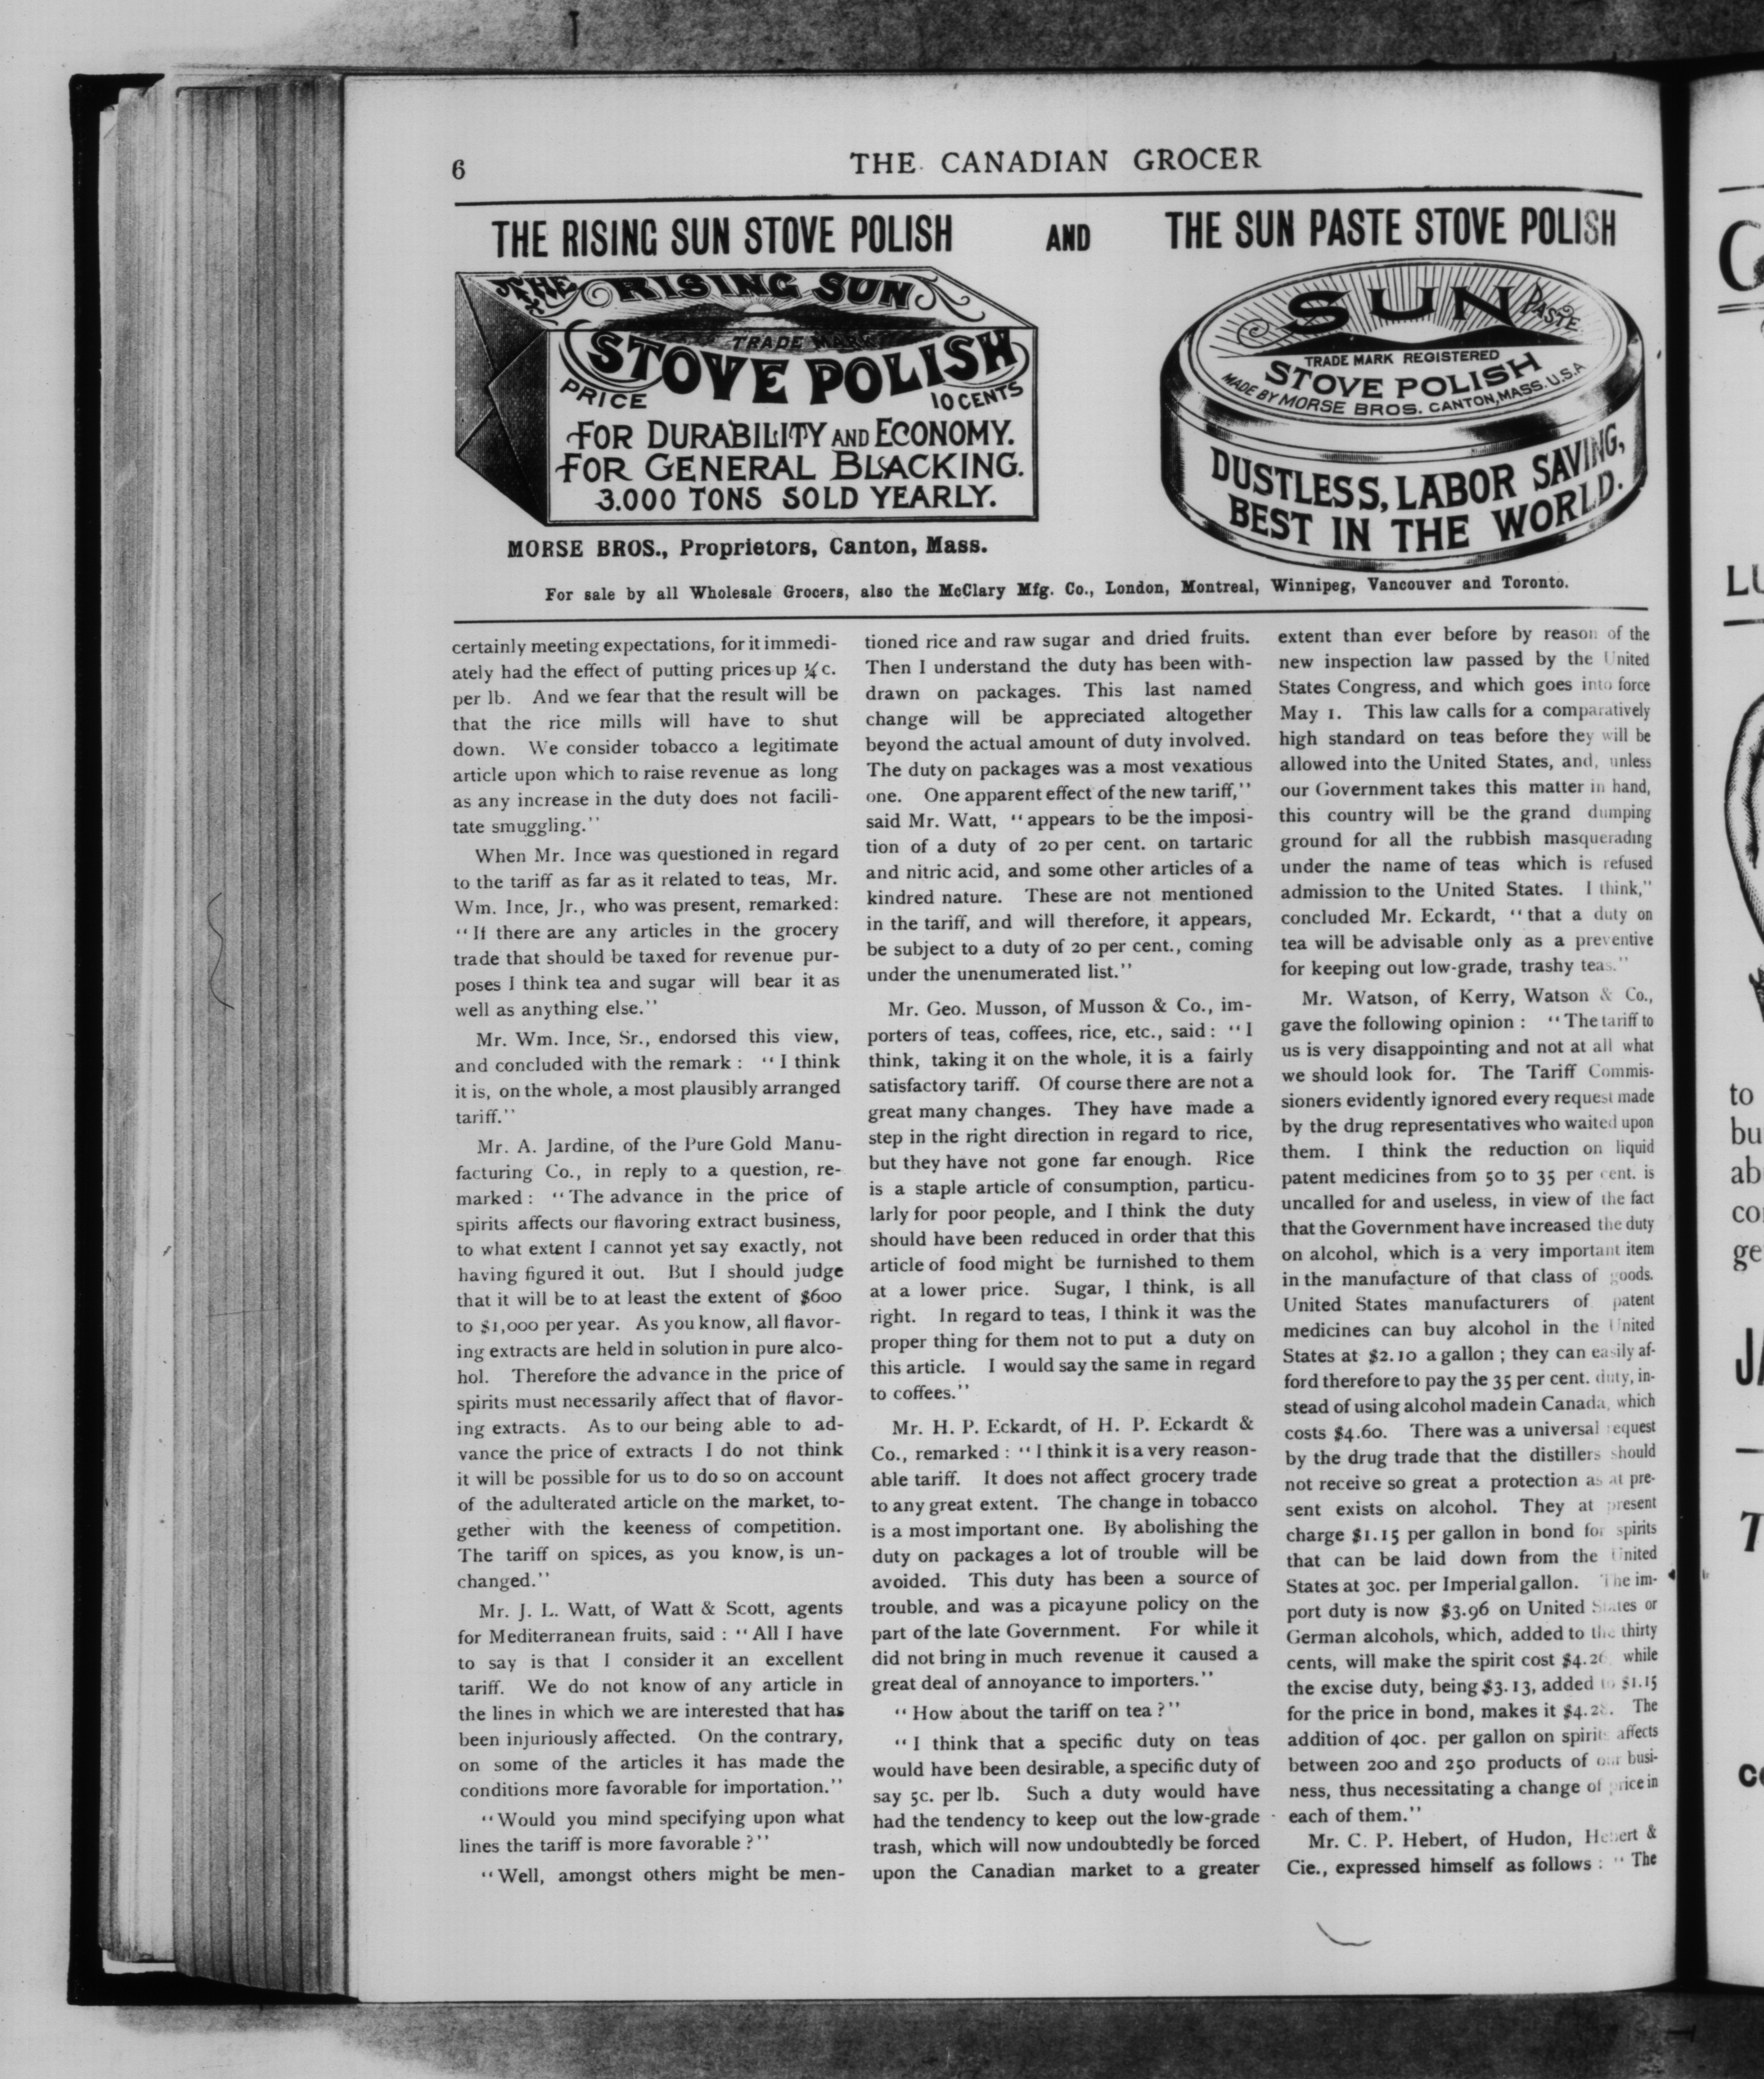 6
THE CANADIAN GROCER
THE RISING SUN STOVE POLISH AND THE SUN PASTE STOVE POLISH
THE RISING SUN
TRADE MARK
STOVE POLISH
PRICE 10 CENTS
FOR DURABILITY AND ECONOMY.
FOR GENERAL BLACKING.
3.000 TONS SOLD YEARLY.
SUN PASTE
TRADE MARK REGISTERED
STOVE POLISH
MADE BY MORSE BROS. CANTON, MASS. U.S.A
DUSTLESS, LABOR SAVING,
BEST IN THE WORLD.
MORSE BROS., Proprietors, Canton, Mass.
For sale by all Wholesale Grocers, also the McClary Mfg. Co., London, Montreal, Winnipeg, Vancouver and Toronto.
certainly meeting expectations, for it immedi-
ately had the effect of putting prices up ¼c.
per lb. And we fear that the result will be
that the rice mills will have to shut
down. We consider tobacco a legitimate
article upon which to raise revenue as long
as any increase in the duty does not facili-
tate smuggling."
When Mr. Ince was questioned in regard
to the tariff as far as it related to teas, Mr.
Wm. Ince, Jr., who was present, remarked:
"If there are any articles in the grocery
trade that should be taxed for revenue pur-
poses I think tea and sugar will bear it as
well as anything else."
Mr. Wm. Ince, Sr., endorsed this view,
and concluded with the remark : "I think
it is, on the whole, a most plausibly arranged
tariff."
Mr. A. Jardine, of the Pure Gold Manu-
facturing Co., in reply to a question, re-
marked : "The advance in the price of
spirits affects our flavoring extract business,
to what extent I cannot yet say exactly, not
having figured it out. But I should judge
that it will be to at least the extent of $600
to $1,000 per year. As you know, all flavor-
ing extracts are held in solution in pure alco-
hol. Therefore the advance in the price of
spirits must necessarily affect that of flavor-
ing extracts. As to our being able to ad-
vance the price of extracts I do not think
it will be possible for us to do so on account
of the adulterated article on the market, to-
gether with the keeness of competition.
The tariff on spices, as you know, is un-
changed."
Mr. J. L. Watt, of Watt & Scott, agents
for Mediterranean fruits, said : "All I have
to say is that I consider it an excellent
tariff. We do not know of any article in
the lines in which we are interested that has
been injuriously affected. On the contrary,
on some of the articles it has made the
conditions more favorable for importation."
"Would you mind specifying upon what
lines the tariff is more favorable ?"
"Well, amongst others might be men-
tioned rice and raw sugar and dried fruits.
Then I understand the duty has been with-
drawn on packages. This last named
change will be appreciated altogether
beyond the actual amount of duty involved.
The duty on packages was a most vexatious
one. One apparent effect of the new tariff,"
said Mr. Watt, "appears to be the imposi-
tion of a duty of 20 per cent. on tartaric
and nitric acid, and some other articles of a
kindred nature. These are not mentioned
in the tariff, and will therefore, it appears,
be subject to a duty of 20 per cent., coming
under the unenumerated list."
Mr. Geo. Musson, of Musson & Co., im-
porters of teas, coffees, rice, etc., said : "I
think, taking it on the whole, it is a fairly
satisfactory tariff. Of course there are not a
great many changes. They have made a
step in the right direction in regard to rice,
but they have not gone far enough. Rice
is a staple article of consumption, particu-
larly for poor people, and I think the duty
should have been reduced in order that this
article of food might be furnished to them
at a lower price. Sugar, I think, is all
right. In regard to teas, I think it was the
proper thing for them not to put a duty on
this article. I would say the same in regard
to coffees."
Mr. H. P. Eckardt, of H. P. Eckardt &
Co., remarked : "I think it is a very reason-
able tariff. It does not affect grocery trade
to any great extent. The change in tobacco
is a most important one. By abolishing the
duty on packages a lot of trouble will be
avoided. This duty has been a source of
trouble, and was a picayune policy on the
part of the late Government. For while it
did not bring in much revenue it caused a
great deal of annoyance to importers."
"How about the tariff on tea ?"
"I think that a specific duty on teas
would have been desirable, a specific duty of
say 5c. per lb. Such a duty would have
had the tendency to keep out the low-grade
trash, which will now undoubtedly be forced
upon the Canadian market to a greater
extent than ever before by reason of the
new inspection law passed by the United
States Congress, and which goes into force
May 1. This law calls for a comparatively
high standard on teas before they will be
allowed into the United States, and, unless
our Government takes this matter in hand,
this country will be the grand dumping
ground for all the rubbish masquerading
under the name of teas which is refused
admission to the United States. I think,"
concluded Mr. Eckardt, "that a duty on
tea will be advisable only as a preventive
for keeping out low-grade, trashy teas."
Mr. Watson, of Kerry, Watson & Co.,
gave the following opinion : "The tariff to
us is very disappointing and not at all what
we should look for. The Tariff Commis-
sioners evidently ignored every request made
by the drug representatives who waited upon
them. I think the reduction on liquid
patent medicines from 50 to 35 per cent. is
uncalled for and useless, in view of the fact
that the Government have increased the duty
on alcohol, which is a very important item
in the manufacture of that class of goods.
United States manufacturers of patent
medicines can buy alcohol in the United
States at $2.10 a gallon ; they can easily af-
ford therefore to pay the 35 per cent. duty, in-
stead of using alcohol made in Canada, which
costs $4.60. There was a universal request
by the drug trade that the distillers should
not receive so great a protection as at pre-
sent exists on alcohol. They at present
charge $1.15 per gallon in bond for spirits
that can be laid down from the United
States at 30c. per Imperial gallon. The im-
port duty is now $3.96 on United States or
German alcohols, which, added to the thirty
cents, will make the spirit cost $4.26 while
the excise duty, being $3.13, added to $1.15
for the price in bond, makes it $4.28. The
addition of 40c. per gallon on spirits affects
between 200 and 250 products of our busi-
ness, thus necessitating a change of price in
each of them."
Mr. C. P. Hebert, of Hudon, Hebert &
Cie., expressed himself as follows : "The